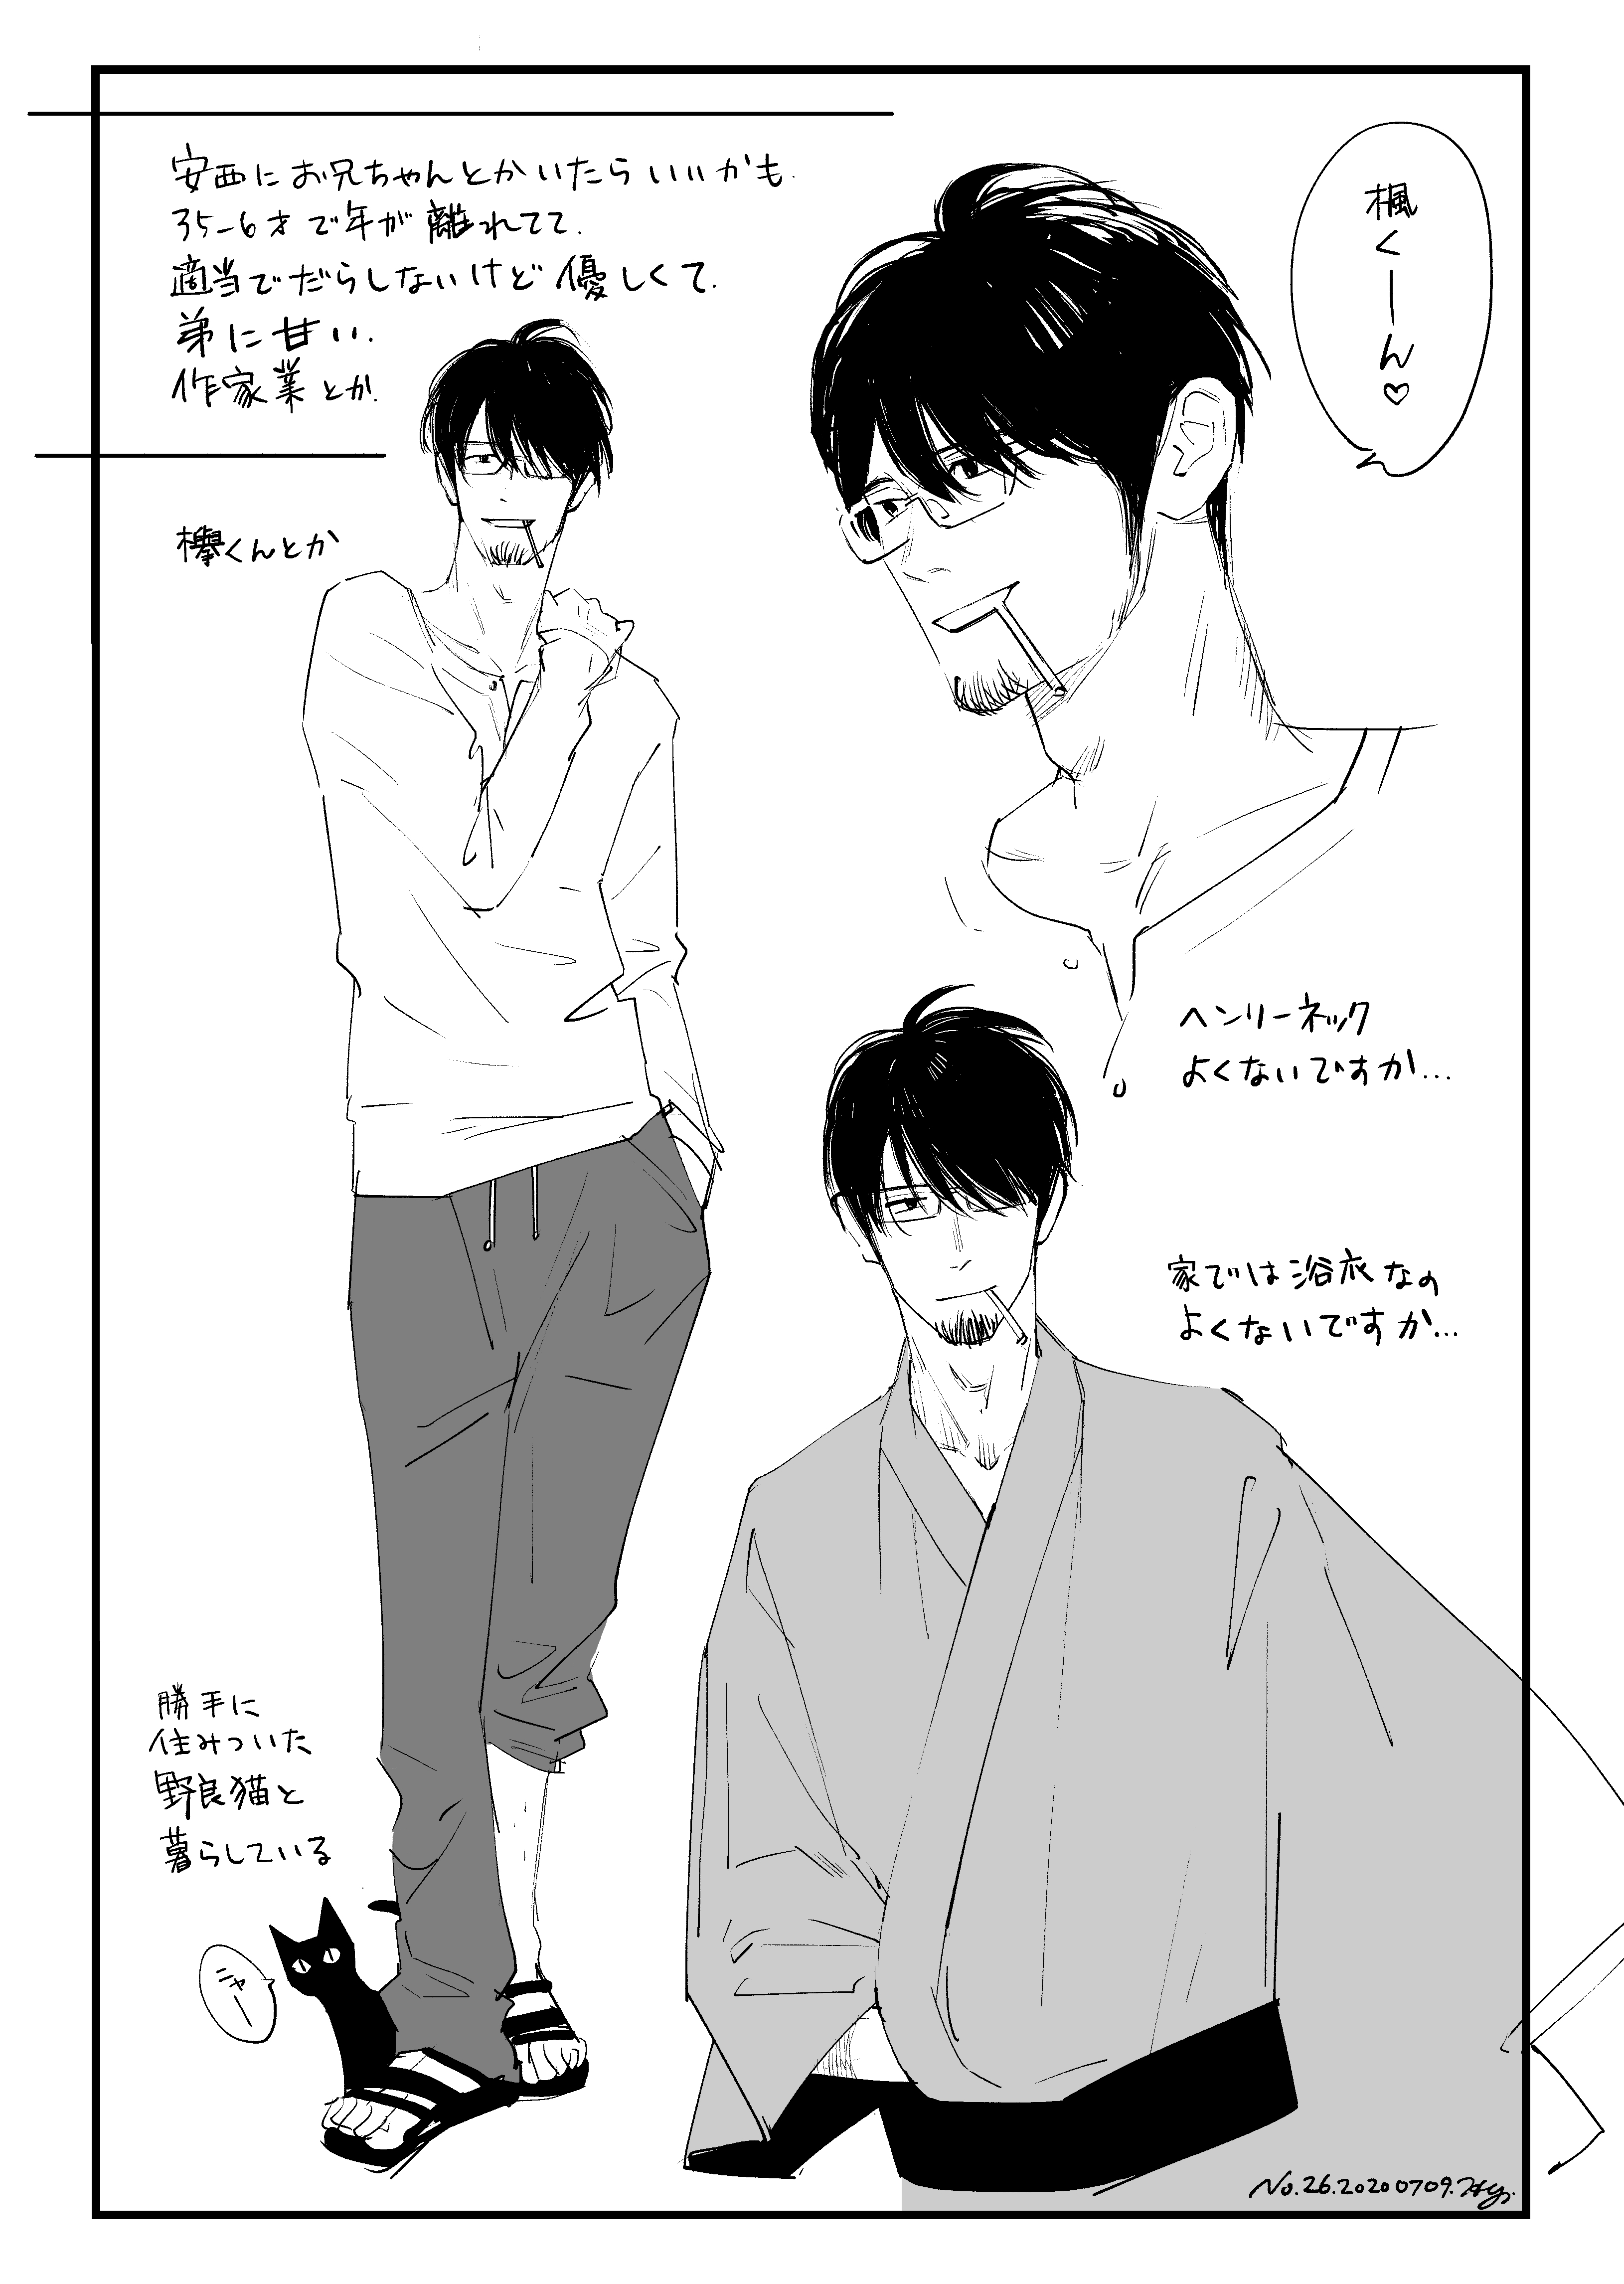 安西にお兄ちゃんとかいたらいいかも.
35-6才で年が離れてて.
適当でだらしないけど優しくて.
弟に甘い.
作家業とか.
楓くーん♡
欅くんとか
ヘンリーネック
よくないですか…
家では浴衣なの
よくないですか…
勝手に
住みついた
野良猫と
暮らしている
ニャー
No.26.20200709.